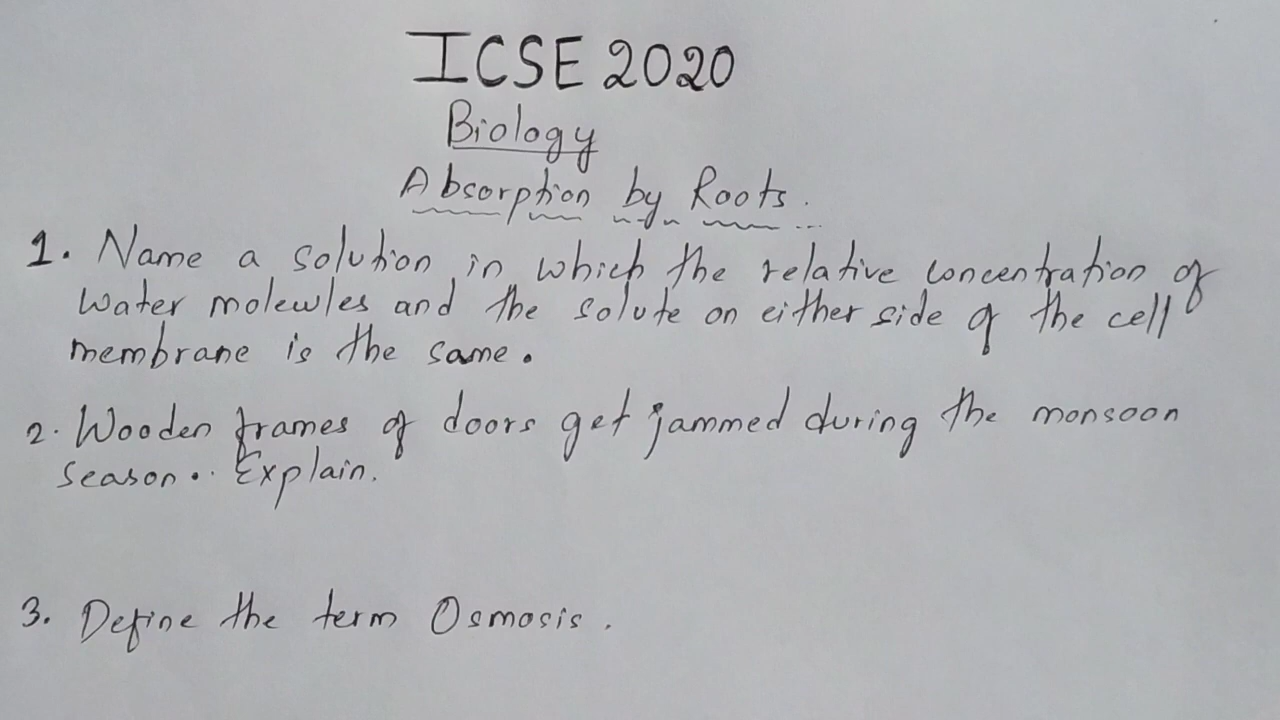 ICSE 2020
Biology
Absorption by Roots.
1. Name a solution in which the relative concentration of
water molecules and the solute on either side of the cell
membrane is the same.
2. Wooden frames of doors get jammed during the monsoon
season.. Explain.
3. Define the term Osmosis.